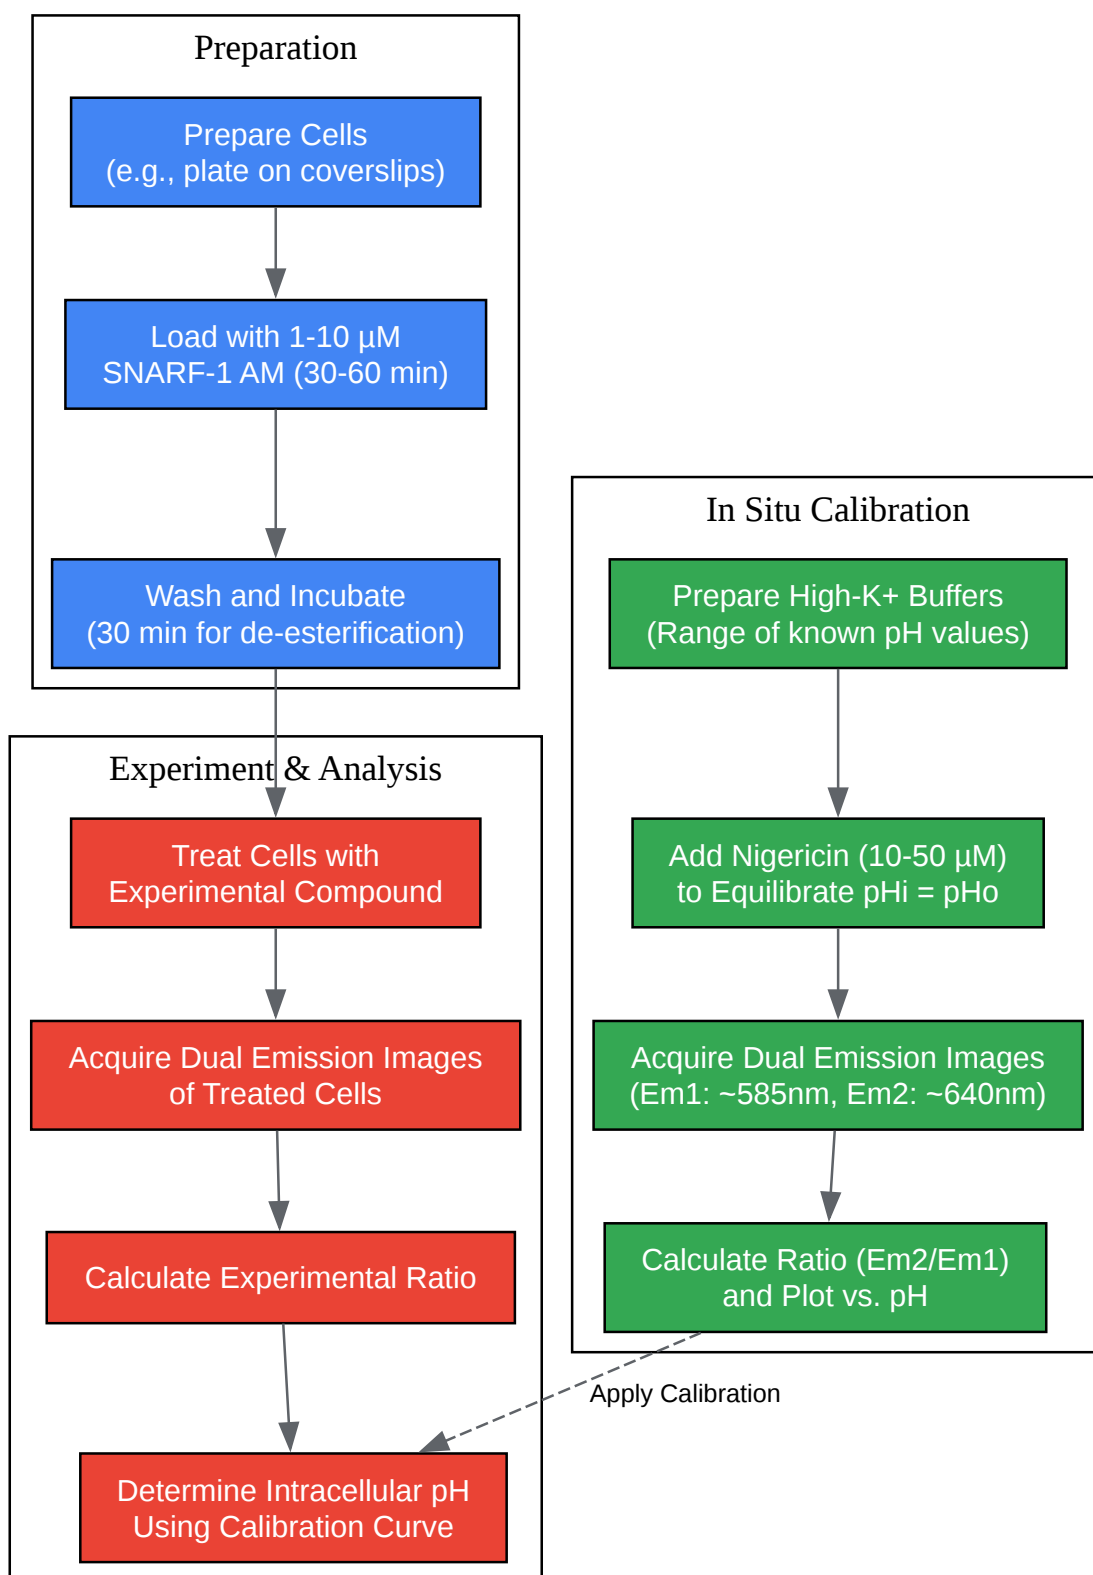 Preparation
Prepare Cells
(e.g., plate on coverslips)
Load with 1-10 µM
SNARF-1 AM (30-60 min)
Wash and Incubate
(30 min for de-esterification)
Experiment & Analysis
Treat Cells with
Experimental Compound
Acquire Dual Emission Images
of Treated Cells
Calculate Experimental Ratio
Determine Intracellular pH
Using Calibration Curve
In Situ Calibration
Prepare High-K+ Buffers
(Range of known pH values)
Add Nigericin (10-50 µM)
to Equilibrate pHi = pHo
Acquire Dual Emission Images
(Em1: ~585nm, Em2: ~640nm)
Calculate Ratio (Em2/Em1)
and Plot vs. pH
Apply Calibration